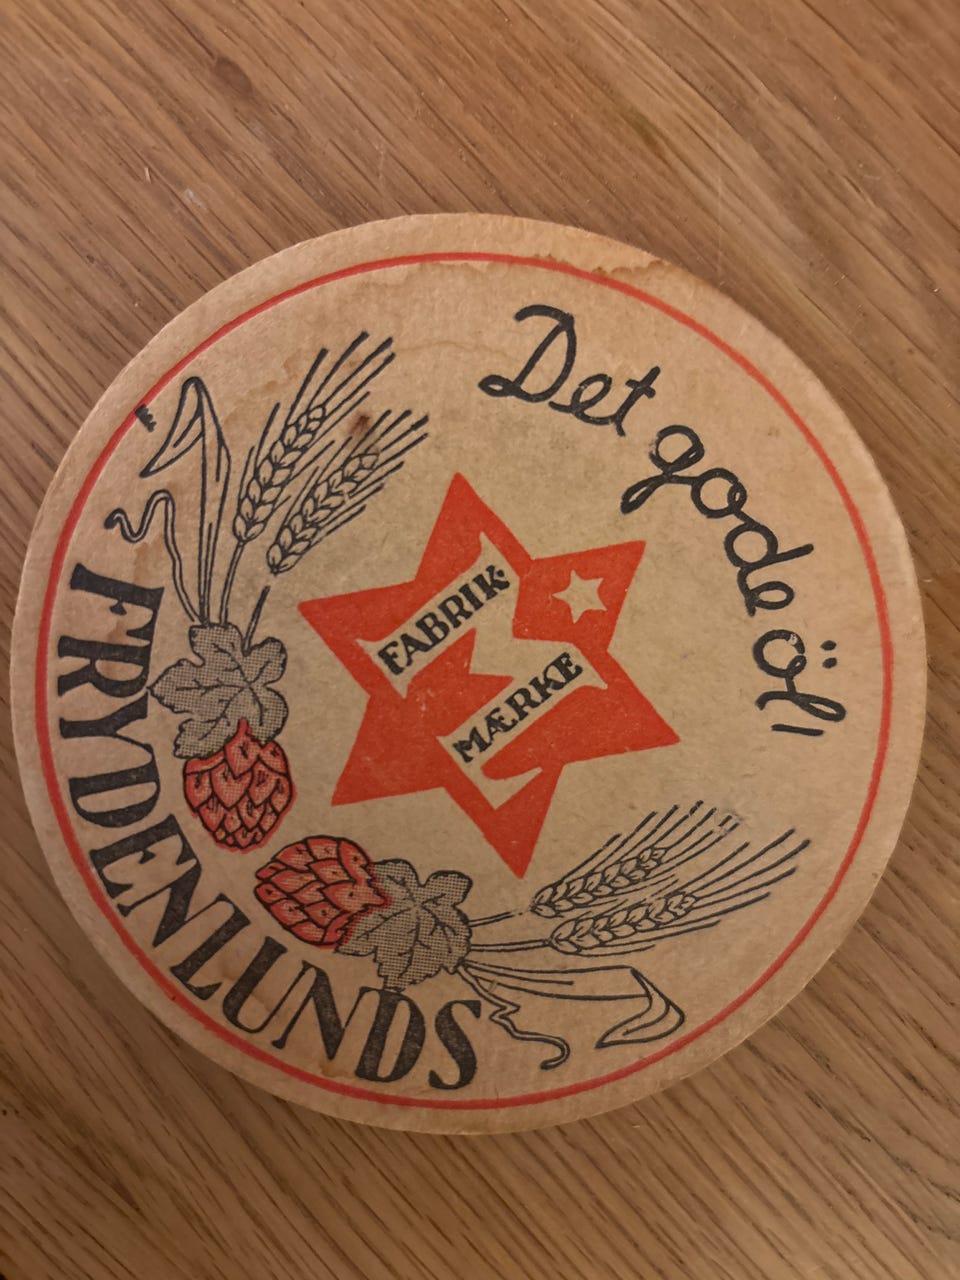 Det gode öl
FABRIK
MÆRKE
FRYDENLUNDS